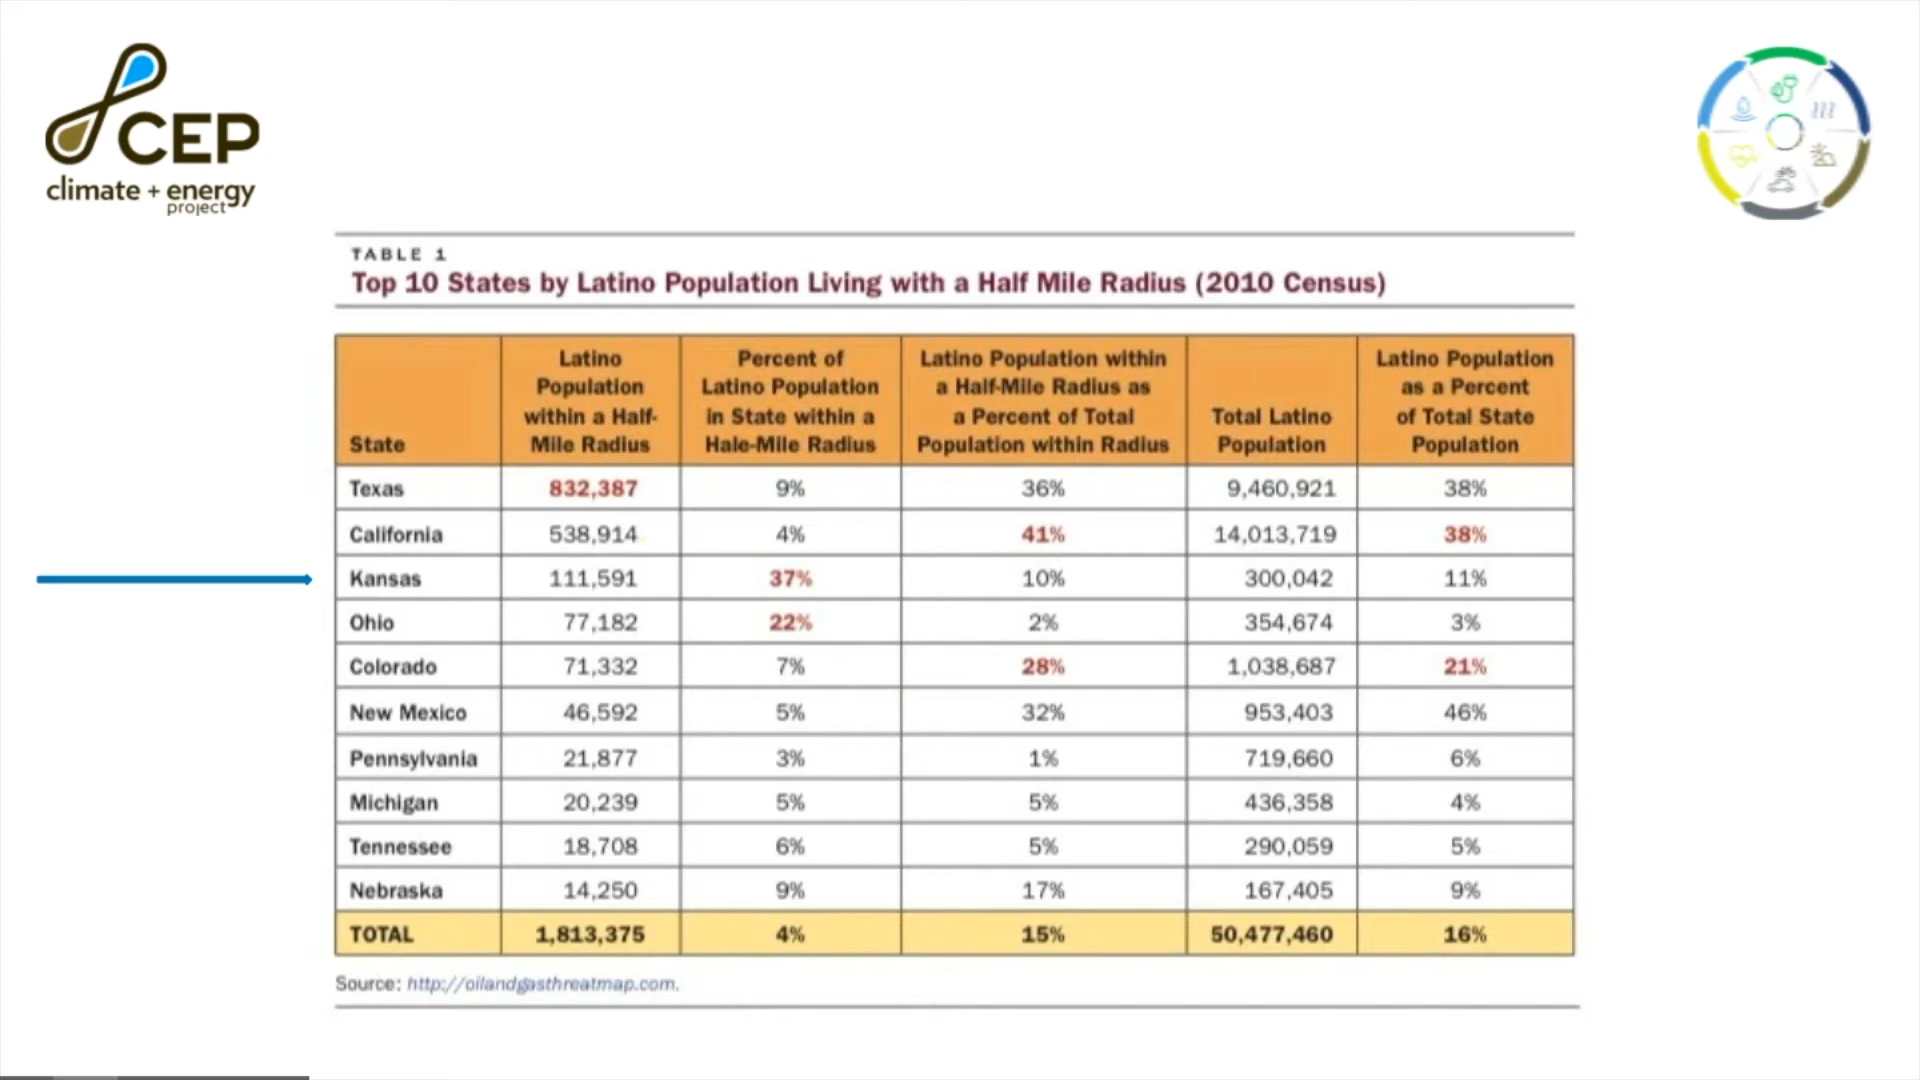 CEP
climate + energy
project
TABLE 1
Top 10 States by Latino Population Living with a Half Mile Radius (2010 Census)
State
Latino
Population
within a Half-
Mile Radius
Percent of
Latino Population
in State within a
Hale-Mile Radius
Latino Population within
a Half-Mile Radius as
a Percent of Total
Population within Radius
Total Latino
Population
Latino Population
as a Percent
of Total State
Population
Texas 832,387 9% 36% 9,460,921 38%
California 538,914 4% 41% 14,013,719 38%
Kansas 111,591 37% 10% 300,042 11%
Ohio 77,182 22% 2% 354,674 3%
Colorado 71,332 7% 28% 1,038,687 21%
New Mexico 46,592 5% 32% 953,403 46%
Pennsylvania 21,877 3% 1% 719,660 6%
Michigan 20,239 5% 5% 436,358 4%
Tennessee 18,708 6% 5% 290,059 5%
Nebraska 14,250 9% 17% 167,405 9%
TOTAL 1,813,375 4% 15% 50,477,460 16%
Source: http://oilandgasthreatmap.com.